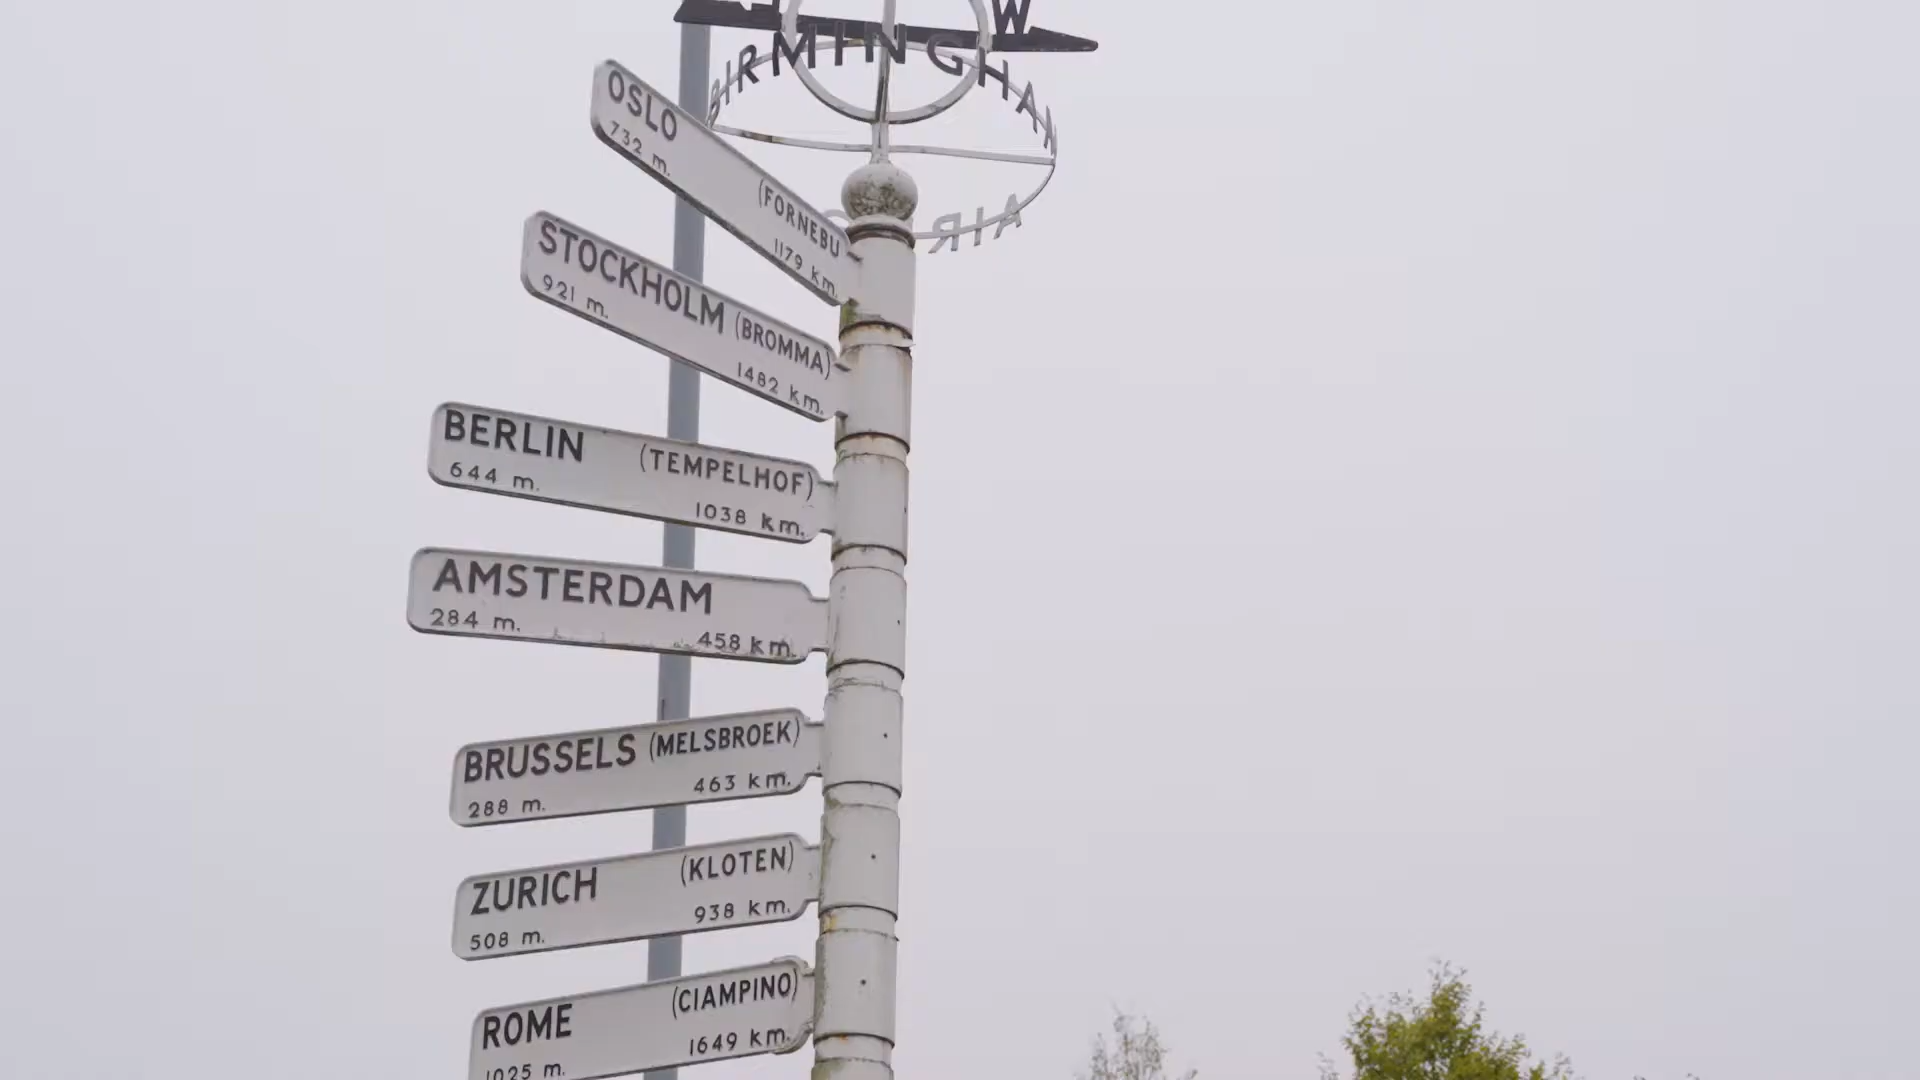 W
BIRMINGHAM
AIR
OSLO
(FORNEBU
732 m.
1179 km.
STOCKHOLM (BROMMA)
921 m.
1482 km.
BERLIN (TEMPELHOF)
644 m.
1038 km.
AMSTERDAM
284 m.
458 km.
BRUSSELS (MELSBROEK)
288 m.
463 km.
ZURICH (KLOTEN)
508 m.
938 km.
ROME (CIAMPINO)
1025 m.
1649 km.